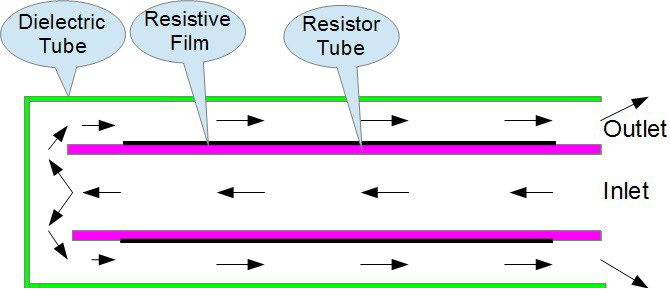 Dielectric
Tube
Resistive
Film
Resistor
Tube
Outlet
Inlet